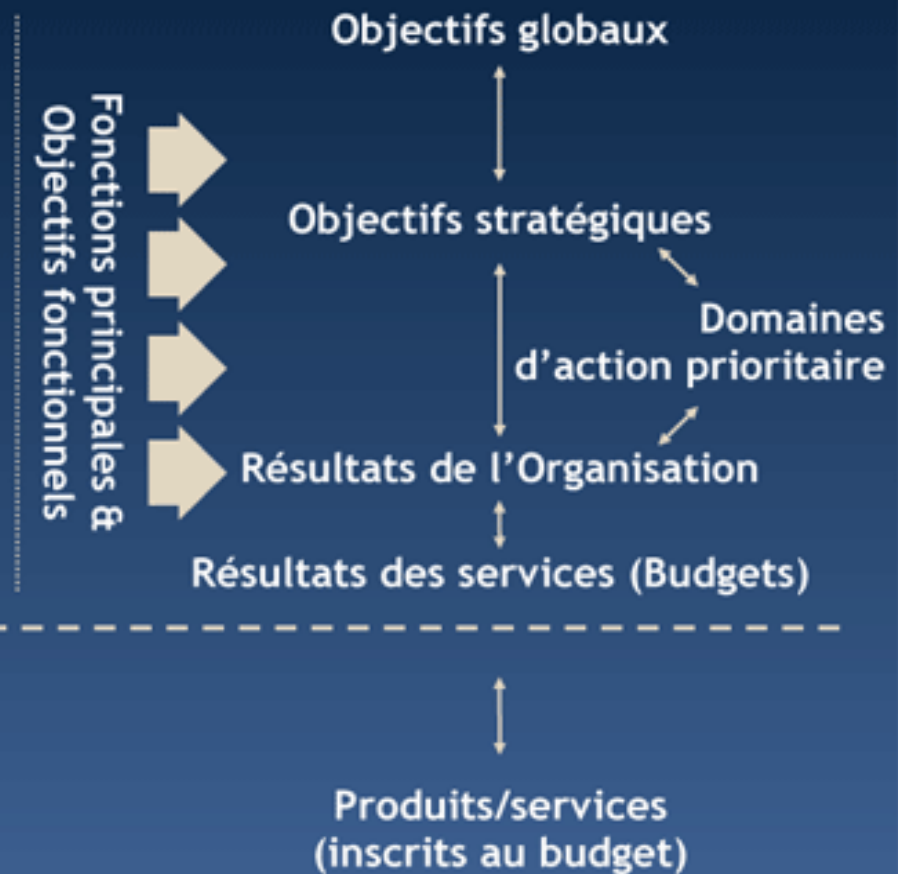 Objectifs globaux
Fonctions principales &
Objectifs fonctionnels
Objectifs stratégiques
Domaines
d'action prioritaire
Résultats de l'Organisation
Résultats des services (Budgets)
Produits/services
(inscrits au budget)